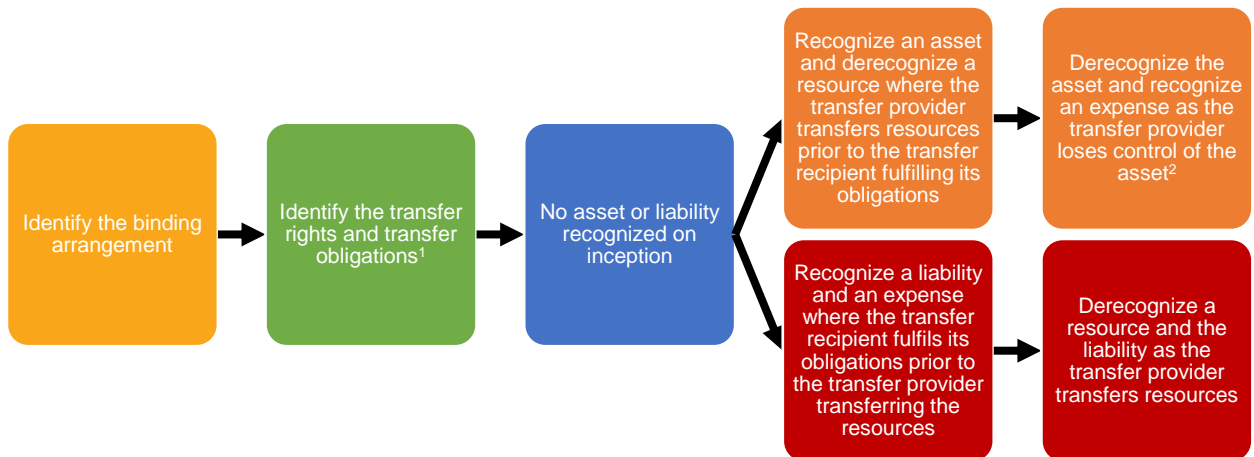 Identify the binding
arrangement
Identify the transfer
rights and transfer
obligations¹
No asset or liability
recognized on
inception
Recognize an asset
and derecognize a
resource where the
transfer provider
transfers resources
prior to the transfer
recipient fulfilling its
obligations
Derecognize the
asset and recognize
an expense as the
transfer provider
loses control of the
asset²
Recognize a liability
and an expense
where the transfer
recipient fulfils its
obligations prior to
the transfer provider
transferring the
resources
Derecognize a
resource and the
liability as the
transfer provider
transfers resources